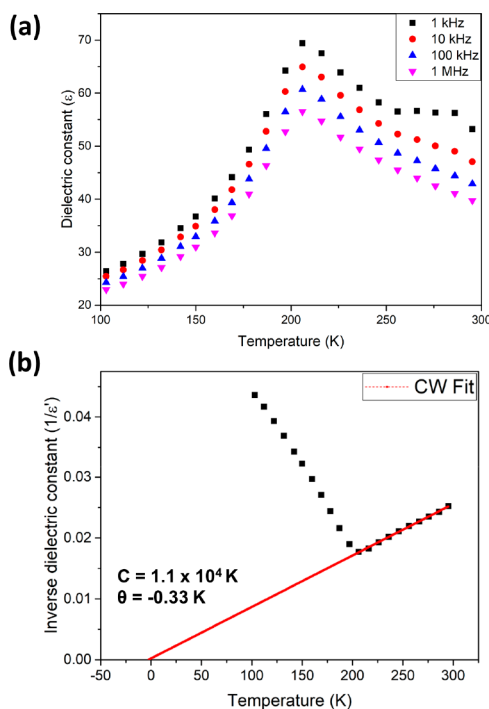 (a)
1 kHz
10 kHz
100 kHz
1 MHz
Dielectric constant (ε)
70
60
50
40
30
20
100 150 200 250 300
Temperature (K)
(b)
CW Fit
Inverse dielectric constant (1/ε')
0.04
0.03
0.02
0.01
0.00
C = 1.1 x 10⁴ K
θ = -0.33 K
-50 0 50 100 150 200 250 300
Temperature (K)